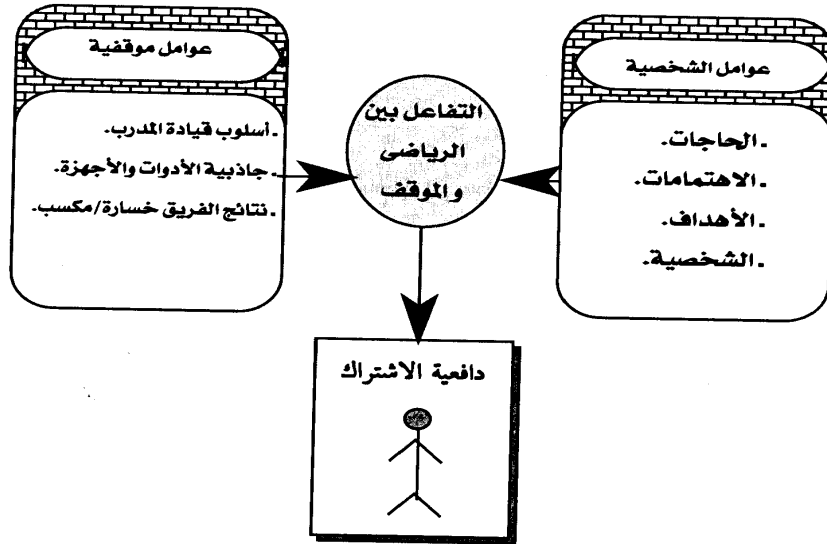 عوامل الشخصية
.الحاجات.
.الاهتمامات.
.الأهداف.
.الشخصية.
التفاعل بين
الرياضى
والموقف
عوامل موقفية
.أسلوب قيادة المدرب.
.جاذبية الأدوات والأجهزة.
.نتائج الفريق خسارة/مكسب.
دافعية الاشتراك